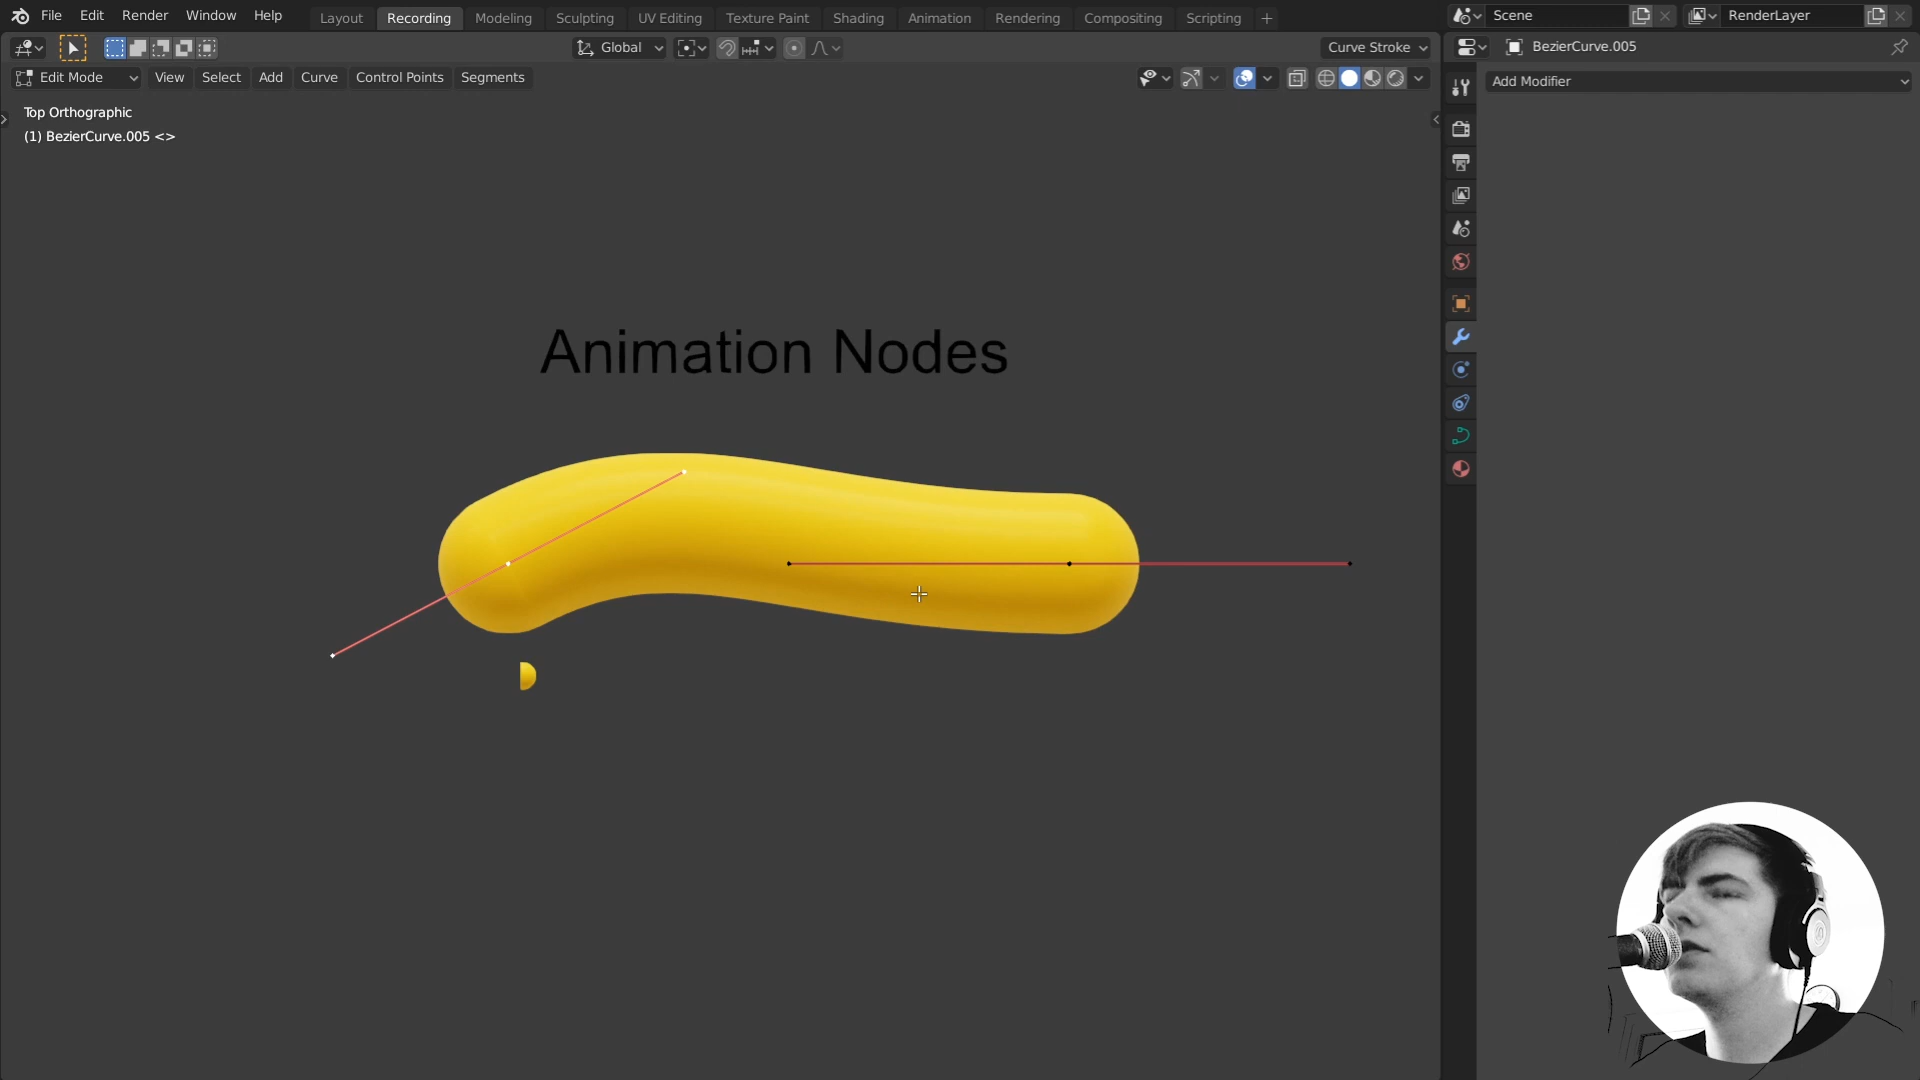 File Edit Render Window Help Layout Recording Modeling Sculpting UV Editing Texture Paint Shading Animation Rendering Compositing Scripting + Scene RenderLayer
Global Curve Stroke BezierCurve.005
Edit Mode View Select Add Curve Control Points Segments Add Modifier
Top Orthographic
(1) BezierCurve.005 <>
Animation Nodes